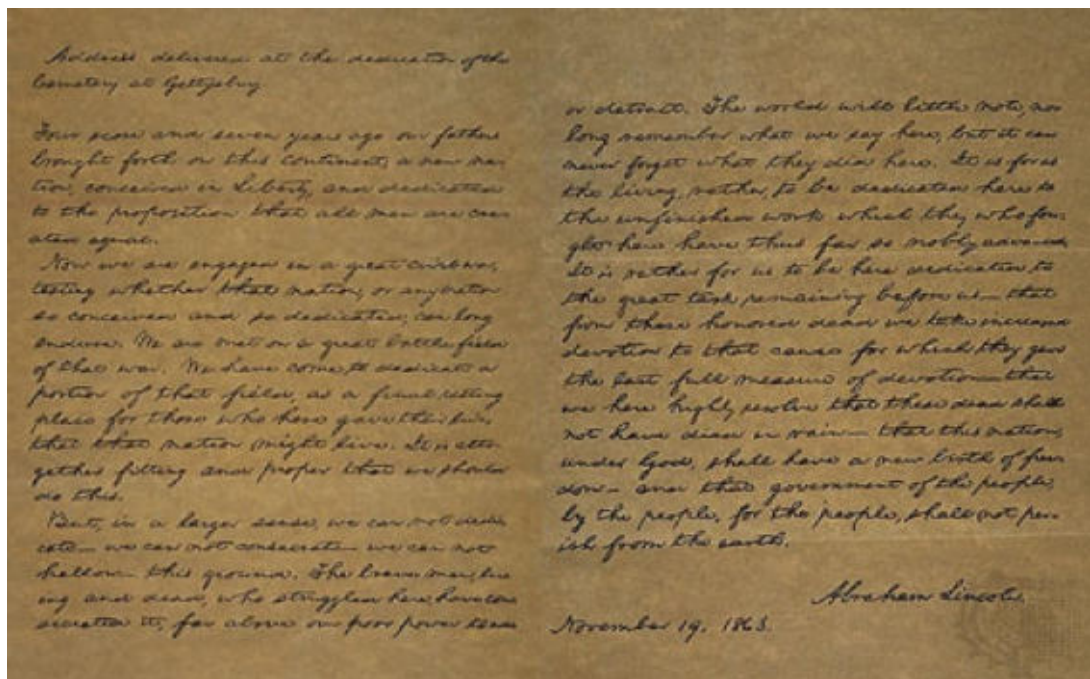 Address delivered at the dedication of the
Cemetery at Gettysburg.
Four score and seven years ago our fathers
brought forth on this continent, a new na-
tion, conceived in Liberty, and dedicated
to the proposition that all men are cre-
ated equal.
Now we are engaged in a great civil war,
testing whether that nation, or any nation
so conceived and so dedicated, can long
endure. We are met on a great battle field
of that war. We have come to dedicate a
portion of that field, as a final resting
place for those who here gave their lives,
that that nation might live. It is alto-
gether fitting and proper that we should
do this.
But, in a larger sense, we can not dedi-
cate — we can not consecrate — we can not
hallow — this ground. The brave men, liv-
ing and dead, who struggled here, have con-
secrated it, far above our poor power to add
or detract. The world will little note, nor
long remember what we say here, but it can
never forget what they did here. It is for us
the living, rather, to be dedicated here to
the unfinished work which they who fou-
ght here have thus far so nobly advanced.
It is rather for us to be here dedicated to
the great task remaining before us — that
from these honored dead we take increased
devotion to that cause for which they gave
the last full measure of devotion — that
we here highly resolve that these dead shall
not have died in vain — that this nation,
under God, shall have a new birth of free-
dom — and that government of the people,
by the people, for the people, shall not per-
ish from the earth.
Abraham Lincoln.
November 19, 1863.